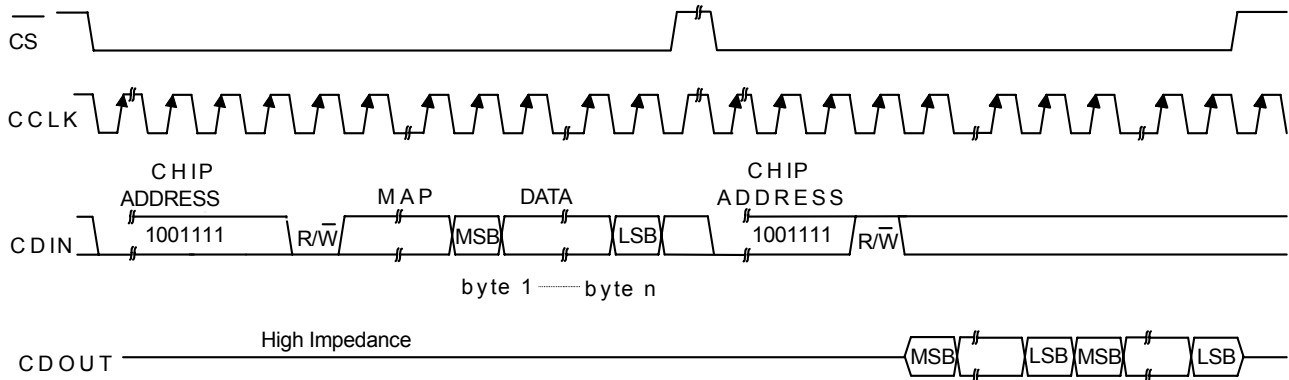 CS
CCLK
CHIP
ADDRESS
MAP
DATA
CHIP
ADDRESS
CDIN
1001111
R/W
MSB
LSB
1001111
R/W
byte 1 byte n
High Impedance
CDOUT
MSB
LSB
MSB
LSB